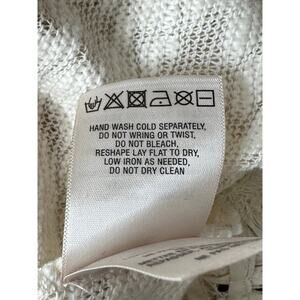 HAND WASH COLD SEPARATELY,
DO NOT WRING OR TWIST,
DO NOT BLEACH,
RESHAPE LAY FLAT TO DRY,
LOW IRON AS NEEDED,
DO NOT DRY CLEAN